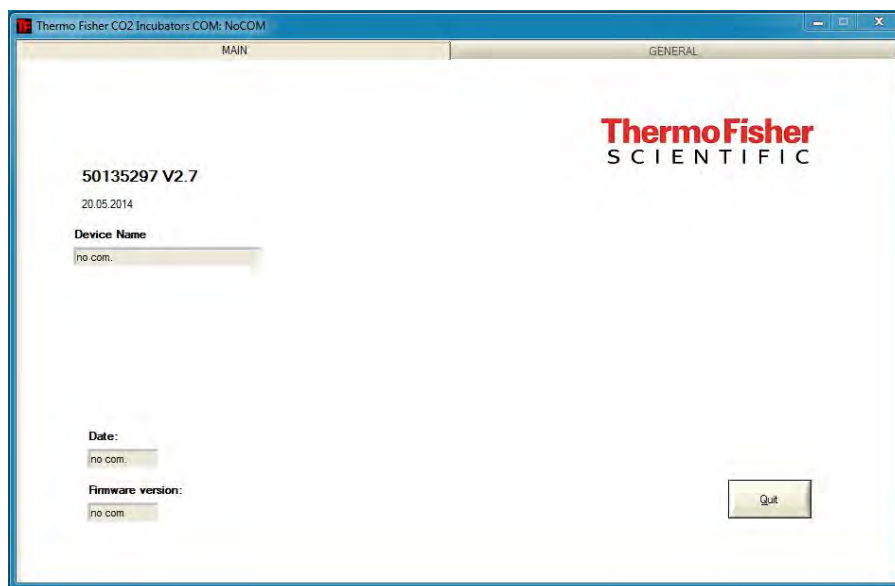 Thermo Fisher CO2 Incubators COM: NoCOM
MAIN
GENERAL
ThermoFisher
SCIENTIFIC
50135297 V2.7
20.05.2014
Device Name
no com.
Date:
no com.
Firmware version:
no com
Quit